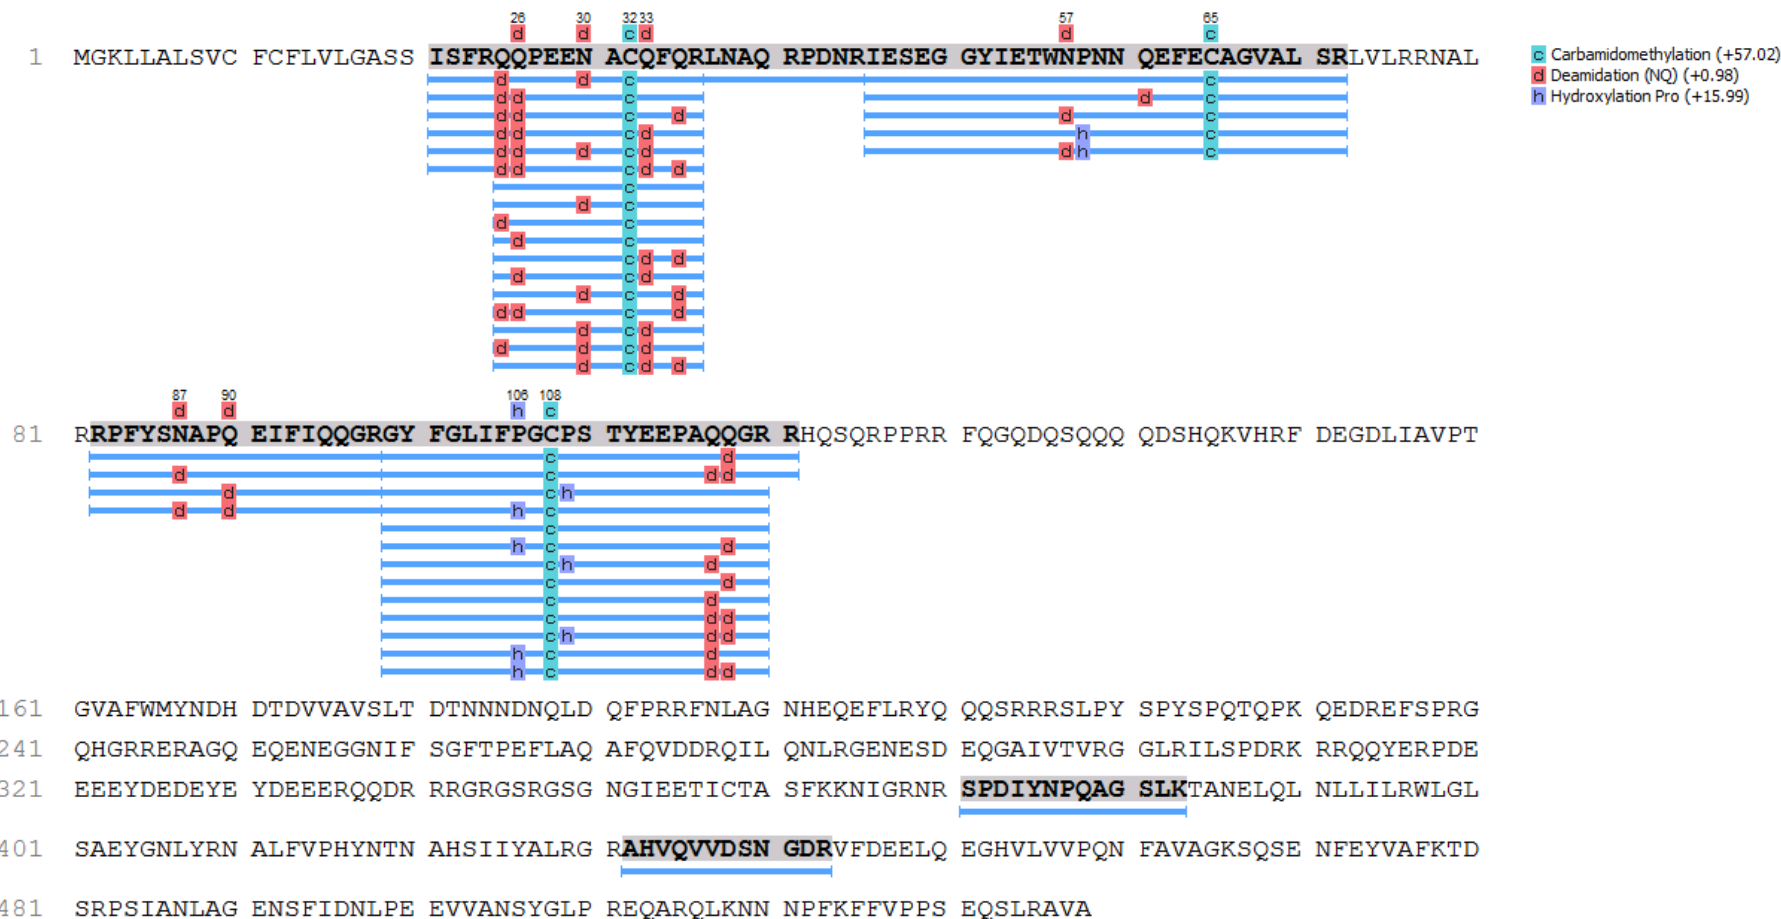 26 30 32 33 57 65
d d c d d c
1 MGKLLALSVC FCFLVLGASS ISFRQQPEEN ACQFQRLNAQ RPDNRIESEG GYIETWNPNN QEFECAGVAL SRLVLRRNAL
c Carbamidomethylation (+57.02)
d Deamidation (NQ) (+0.98)
h Hydroxylation Pro (+15.99)
d d c c
d d c d c
d d c d d c
d d c d h c
d d d c d d h c
d d c d d
c
d c
d c
d c
c d d
d c d
d c d
d d c d
d c d
d d c d
d c d d
87 90 106 108
d d h c
81 RRPFYSNAPQ EIFIQQGRGY FGLIFPGCPS TYEEPAQQGR RHQSQRPPRR FQGQDQSQQQ QDSHQKVHRF DEGDLIAVPT
c d
d c d d
d c h
d d h c
c
h c d
c h d
c d
c d
c d d
c h d d
h c d
h c d d
161 GVAFWMYNDH DTDVVAVSLT DTNNNDNQLD QFPRRFNLAG NHEQEFLRYQ QQSRRRSLPY SPYSPQTQPK QEDREFSPRG
241 QHGRRERAGQ EQENEGGNIF SGFTPEFLAQ AFQVDDRQIL QNLRGENESD EQGAIVTVRG GLRILSPDRK RRQQYERPDE
321 EEEYDEDEYE YDEEERQQDR RRGRGSRGSG NGIEETICTA SFKKNIGRNR SPDIYNPQAG SLKTANELQL NLLILRWLGL
401 SAEYGNLYRN ALFVPHYNTN AHSIIYALRG RAHVQVVDSN GDRVFDEELQ EGHVLVVPQN FAVAGKSQSE NFEYVAFKTD
481 SRPSIANLAG ENSFIDNLPE EVVANSYGLP REQARQLKNN NPFKFFVPPS EQSLRAVA